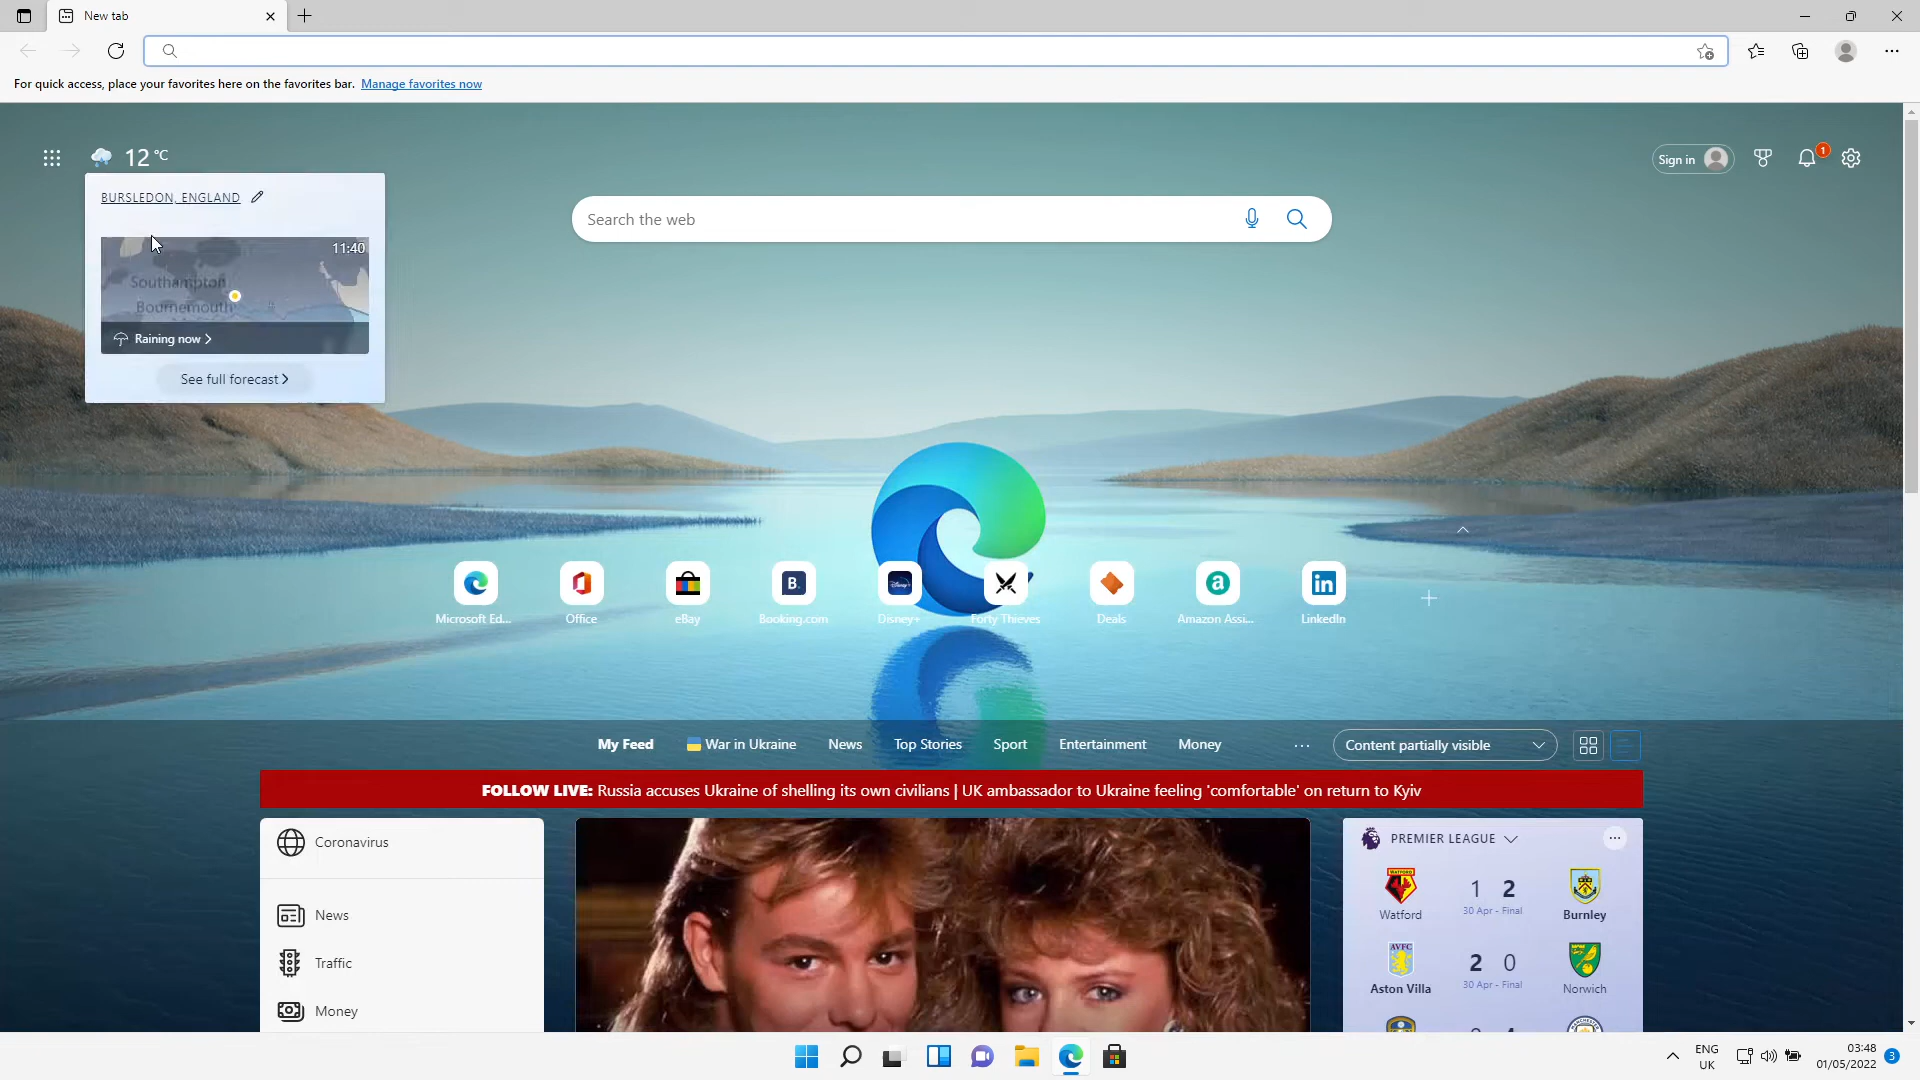 New tab
For quick access, place your favorites here on the favorites bar. Manage favorites now
12 °C
Sign in
1
BURSLEDON, ENGLAND
Search the web
11:40
Southampton
Bournemouth
Raining now
See full forecast
Microsoft Ed...
Office
eBay
Booking.com
Disney+
Forty Thieves
Deals
Amazon Assi...
LinkedIn
My Feed
War in Ukraine
News
Top Stories
Sport
Entertainment
Money
Content partially visible
FOLLOW LIVE: Russia accuses Ukraine of shelling its own civilians | UK ambassador to Ukraine feeling 'comfortable' on return to Kyiv
Coronavirus
News
Traffic
Money
PREMIER LEAGUE
1 2
Watford
30 Apr - Final
Burnley
AVFC
2 0
Aston Villa
30 Apr - Final
Norwich
ENG
UK
03:48
01/05/2022
3